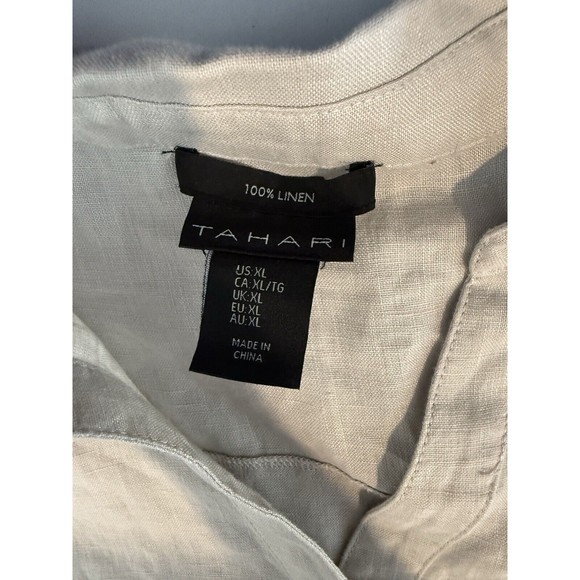 100% LINEN
TAHARI
US:XL
CA:XL/TG
UK:XL
EU:XL
AU:XL
MADE IN
CHINA